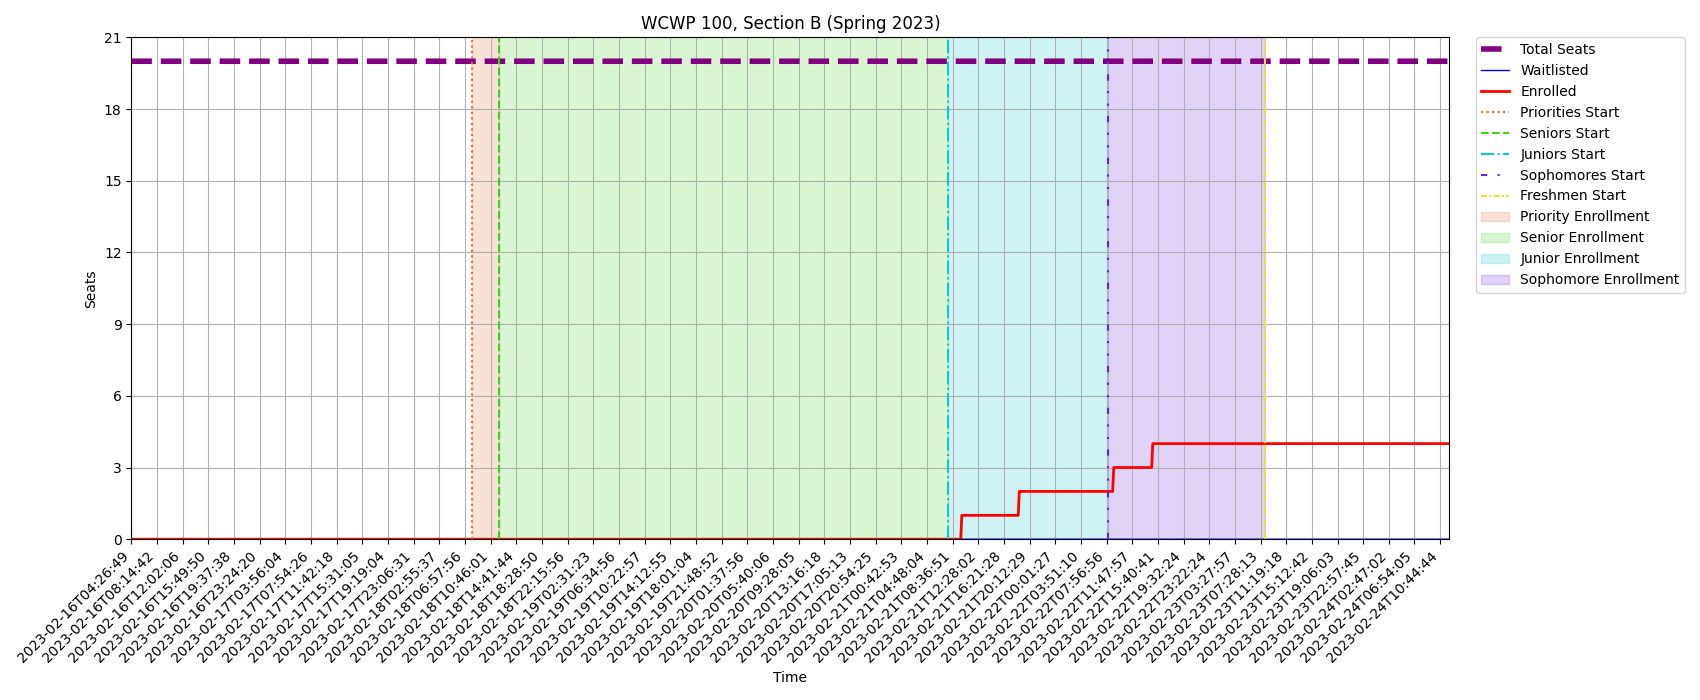 WCWP 100, Section B (Spring 2023)
21
18
15
12
9
6
3
0
Seats
2023-02-16T04:26:49
2023-02-16T08:14:42
2023-02-16T12:02:06
2023-02-16T15:49:50
2023-02-16T19:37:38
2023-02-16T23:24:20
2023-02-17T03:56:04
2023-02-17T07:54:26
2023-02-17T11:42:18
2023-02-17T15:31:05
2023-02-17T19:19:04
2023-02-17T23:06:31
2023-02-18T02:55:37
2023-02-18T06:57:56
2023-02-18T10:46:01
2023-02-18T14:41:44
2023-02-18T18:28:50
2023-02-18T22:15:56
2023-02-19T02:31:23
2023-02-19T06:34:56
2023-02-19T10:22:57
2023-02-19T14:12:55
2023-02-19T18:01:04
2023-02-19T21:48:52
2023-02-20T01:37:56
2023-02-20T05:40:06
2023-02-20T09:28:05
2023-02-20T13:16:18
2023-02-20T17:05:13
2023-02-20T20:54:25
2023-02-21T00:42:53
2023-02-21T04:48:04
2023-02-21T08:36:51
2023-02-21T12:28:02
2023-02-21T16:21:28
2023-02-21T20:12:29
2023-02-22T00:01:27
2023-02-22T03:51:10
2023-02-22T07:56:56
2023-02-22T11:47:57
2023-02-22T15:40:41
2023-02-22T19:32:24
2023-02-22T23:22:24
2023-02-23T03:27:57
2023-02-23T07:28:13
2023-02-23T11:19:18
2023-02-23T15:12:42
2023-02-23T19:06:03
2023-02-23T22:57:45
2023-02-24T02:47:02
2023-02-24T06:54:05
2023-02-24T10:44:44
Time
Total Seats
Waitlisted
Enrolled
Priorities Start
Seniors Start
Juniors Start
Sophomores Start
Freshmen Start
Priority Enrollment
Senior Enrollment
Junior Enrollment
Sophomore Enrollment